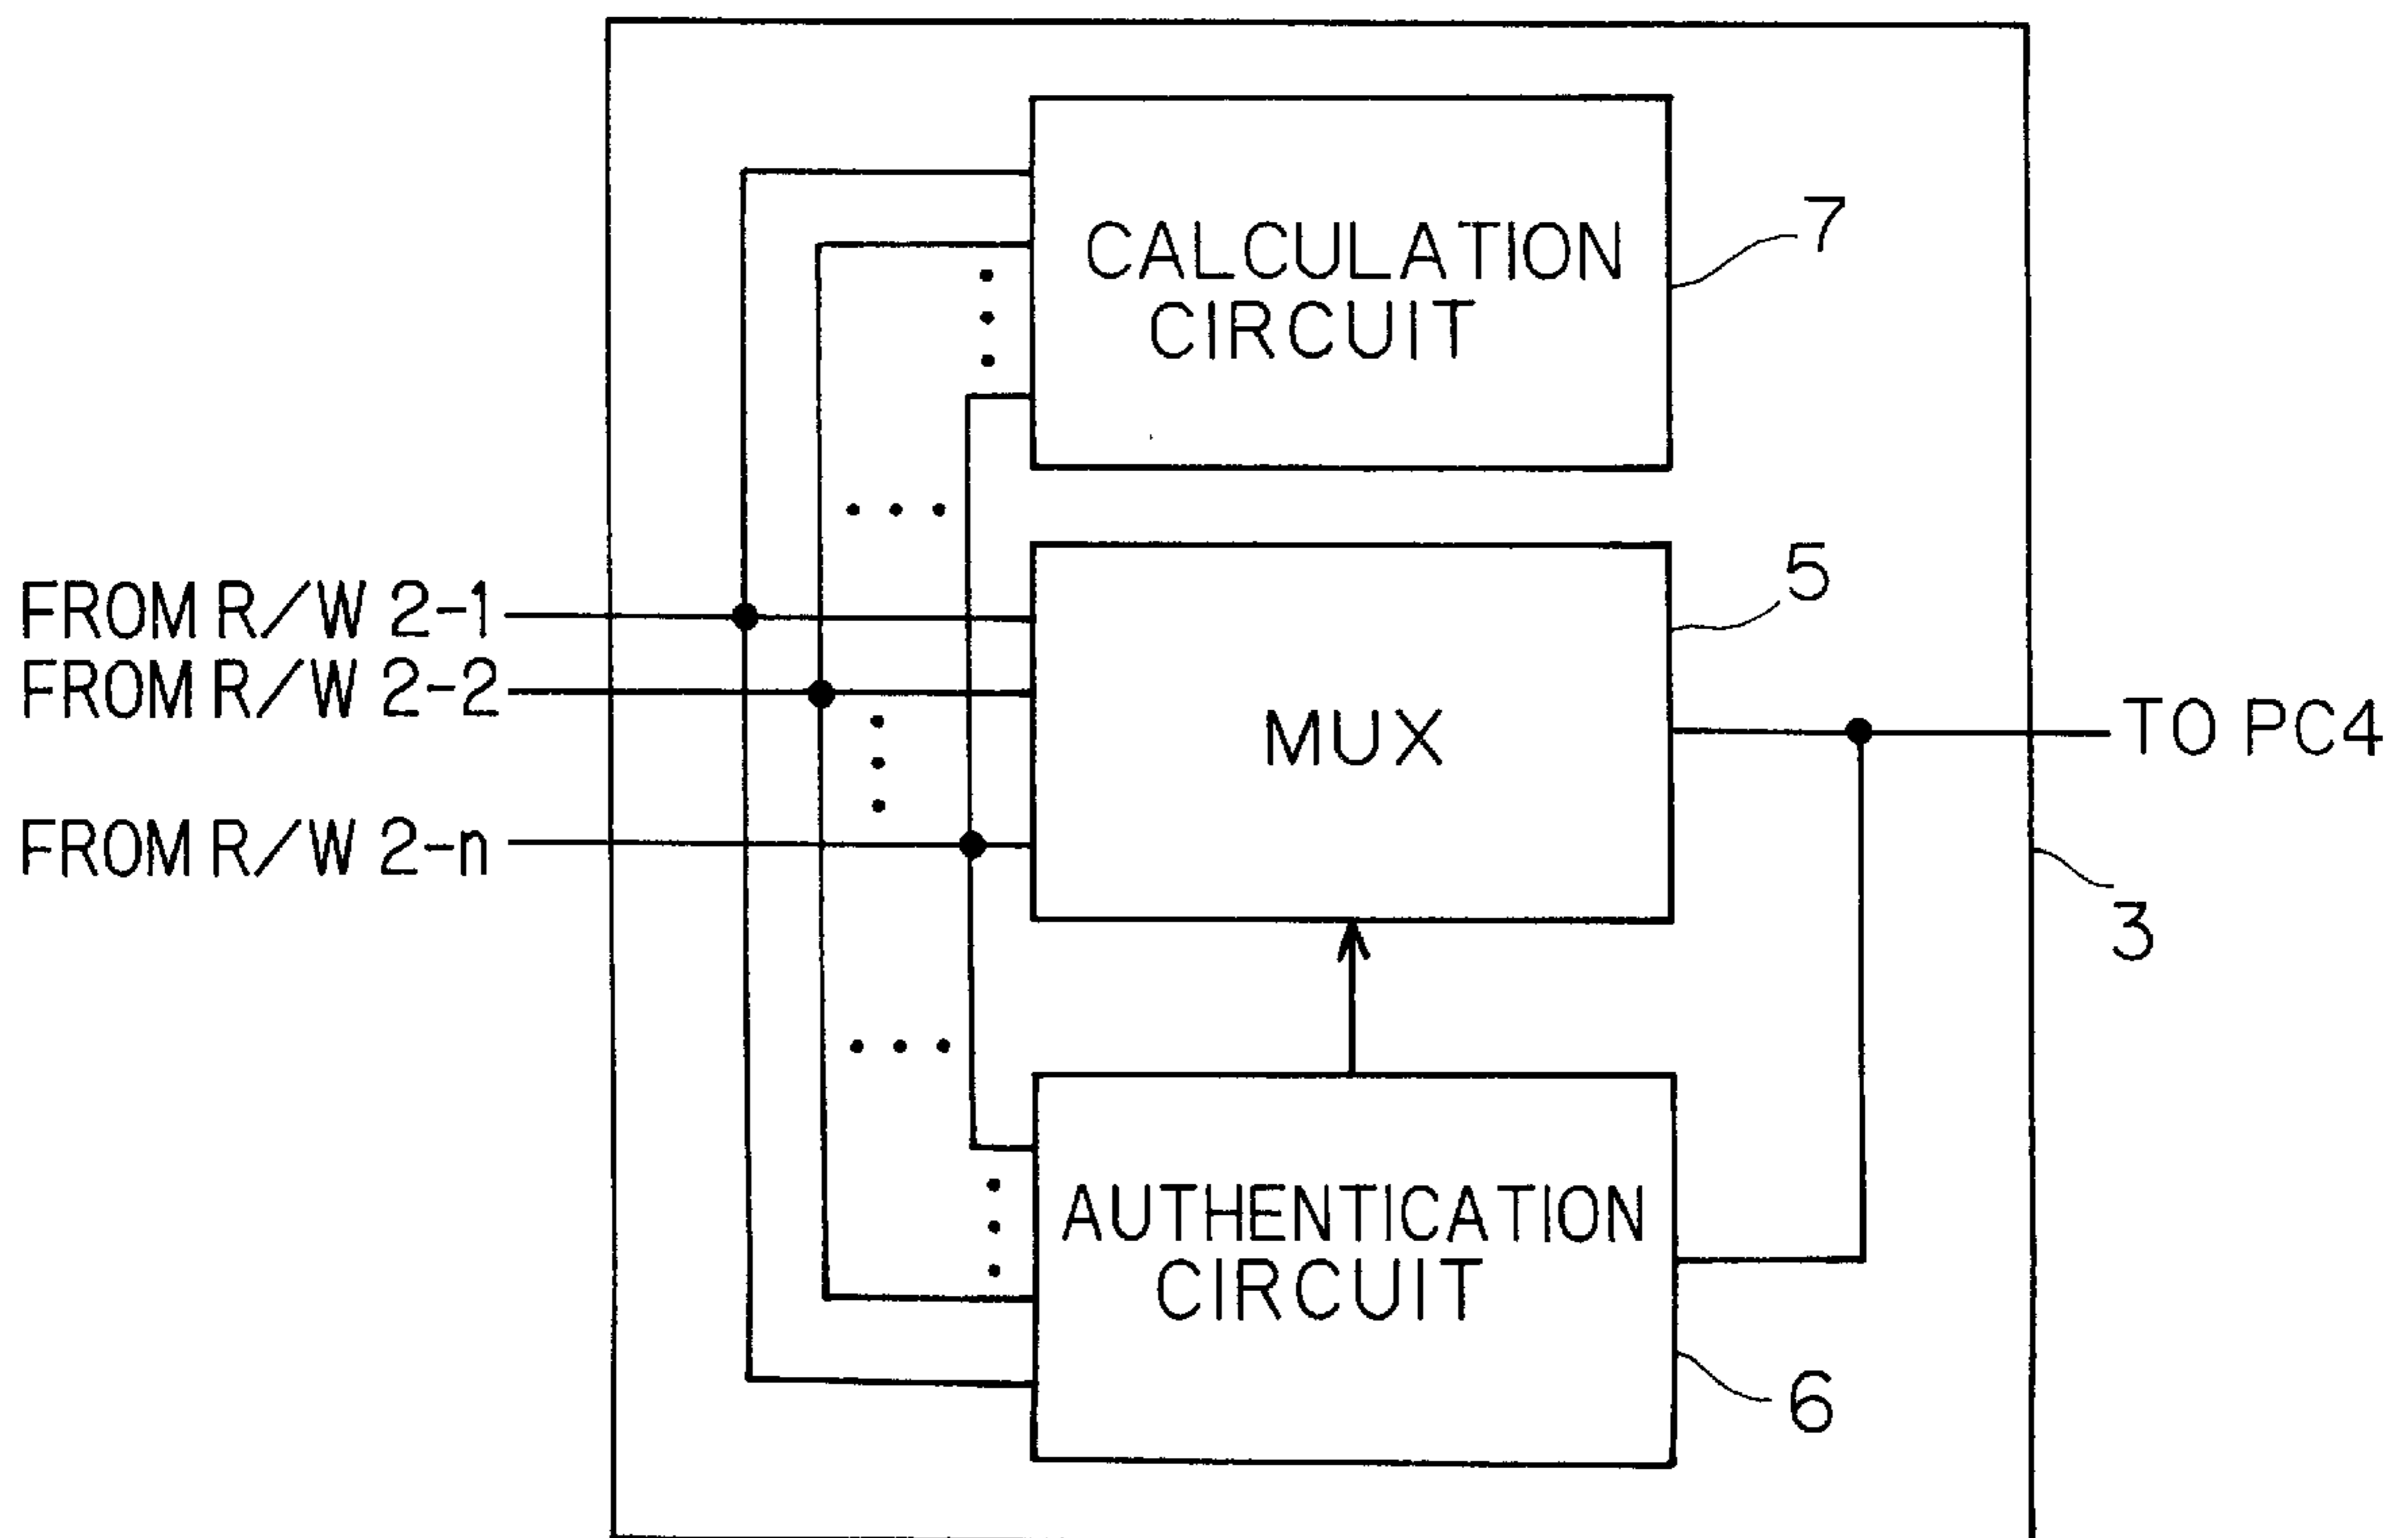 CALCULATION
CIRCUIT
7
5
FROM R/W 2-1
FROM R/W 2-2
MUX
TO PC4
FROM R/W 2-n
3
AUTHENTICATION
CIRCUIT
6